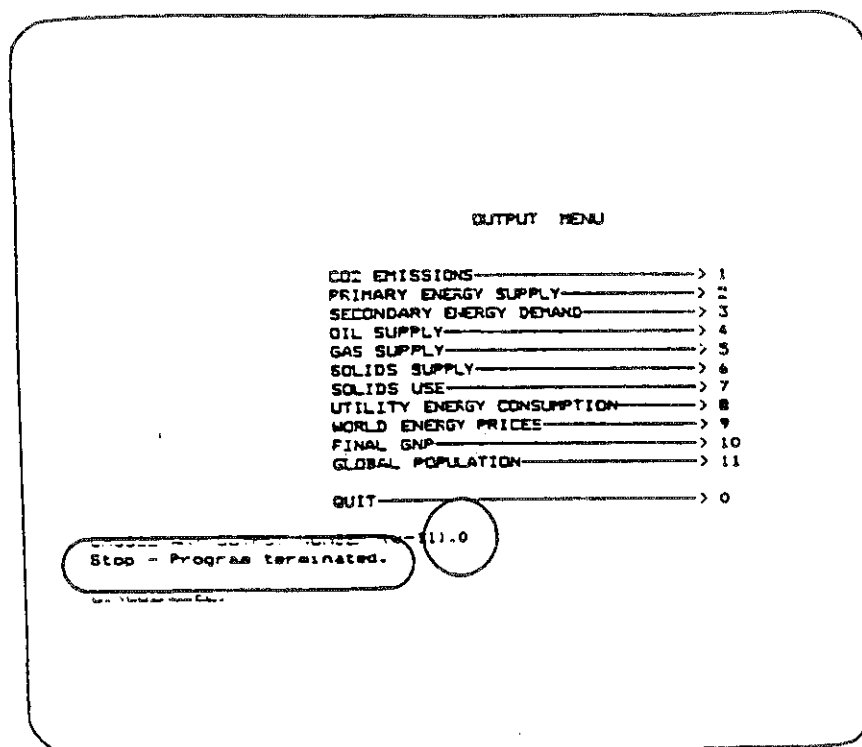 OUTPUT MENU
CO2 EMISSIONS——————> 1
PRIMARY ENERGY SUPPLY——————> 2
SECONDARY ENERGY DEMAND——————> 3
OIL SUPPLY——————> 4
GAS SUPPLY——————> 5
SOLIDS SUPPLY——————> 6
SOLIDS USE——————> 7
UTILITY ENERGY CONSUMPTION——————> 8
WORLD ENERGY PRICES——————> 9
FINAL GNP——————> 10
GLOBAL POPULATION——————> 11
QUIT——————> 0
Stop - Program terminated.